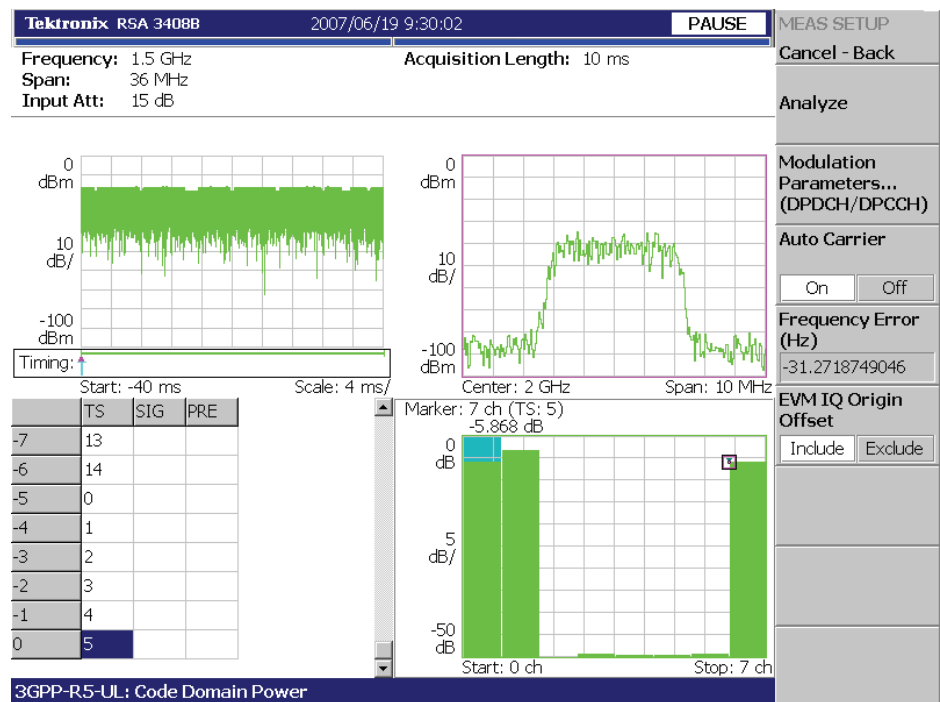 Tektronix RSA 3408B 2007/06/19 9:30:02 PAUSE
Frequency: 1.5 GHz
Span: 36 MHz
Input Att: 15 dB
Acquisition Length: 10 ms
0
dBm
10
dB/
-100
dBm
Timing:
Start: -40 ms Scale: 4 ms/
0
dBm
10
dB/
-100
dBm
Center: 2 GHz Span: 10 MHz
TS SIG PRE
-7 13
-6 14
-5 0
-4 1
-3 2
-2 3
-1 4
0 5
Marker: 7 ch (TS: 5)
-5.868 dB
0
dB
5
dB/
-50
dB
Start: 0 ch Stop: 7 ch
3GPP-R5-UL: Code Domain Power
MEAS SETUP
Cancel - Back
Analyze
Modulation
Parameters...
(DPDCH/DPCCH)
Auto Carrier
On Off
Frequency Error
(Hz)
-31.2718749046
EVM IQ Origin
Offset
Include Exclude